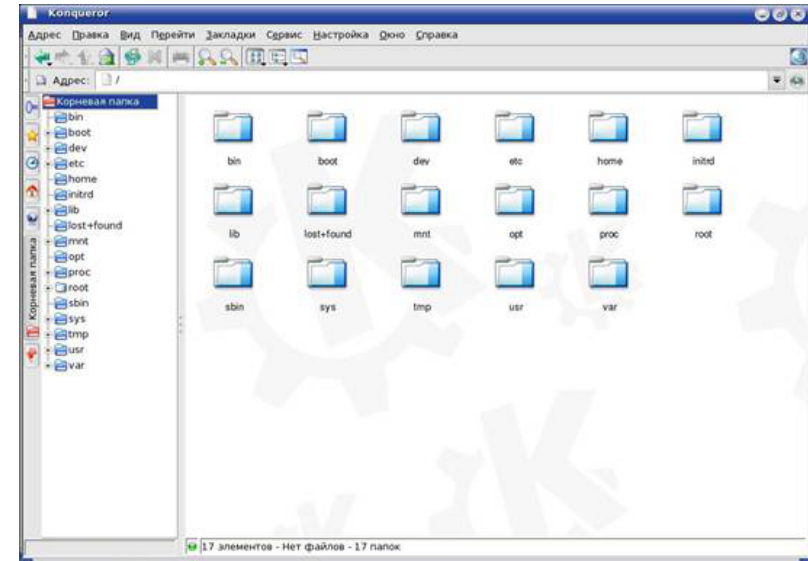 Konqueror
Адрес Правка Вид Перейти Закладки Сервис Настройка Окно Справка
Адрес: /
Корневая папка
bin
boot
dev
etc
home
initrd
lib
lost+found
mnt
opt
proc
root
sbin
sys
tmp
usr
var
Корневая папка
bin boot dev etc home initrd
lib lost+found mnt opt proc root
sbin sys tmp usr var
17 элементов - Нет файлов - 17 папок